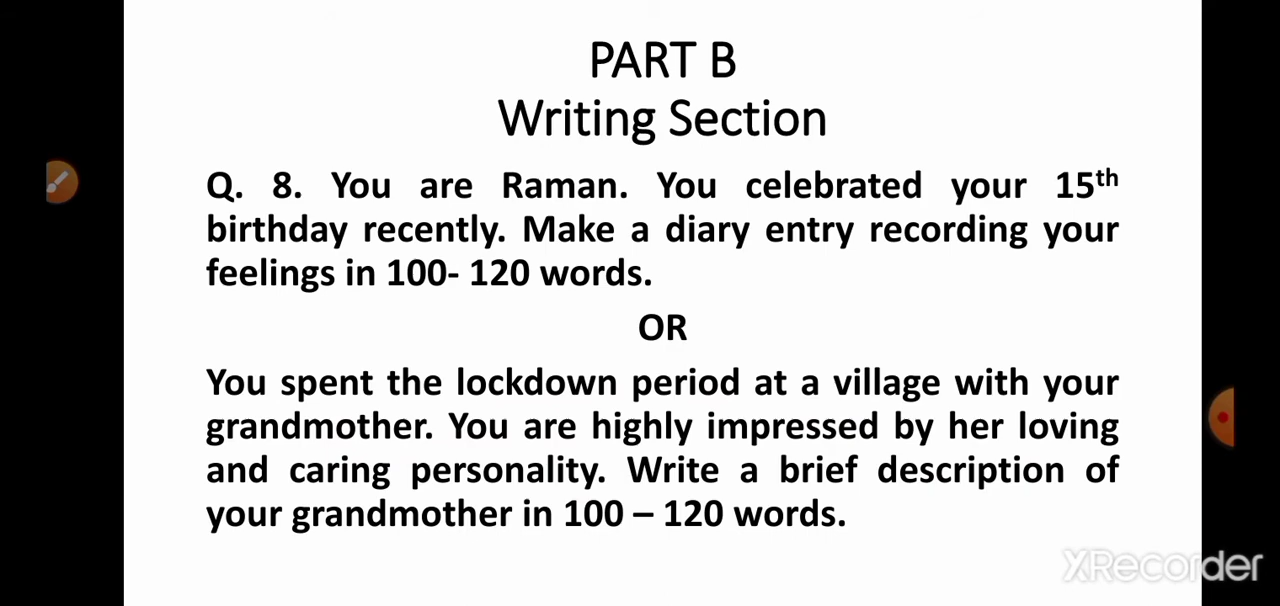 PART B
Writing Section
Q. 8. You are Raman. You celebrated your 15th
birthday recently. Make a diary entry recording your
feelings in 100- 120 words.
OR
You spent the lockdown period at a village with your
grandmother. You are highly impressed by her loving
and caring personality. Write a brief description of
your grandmother in 100 – 120 words.
XRecorder